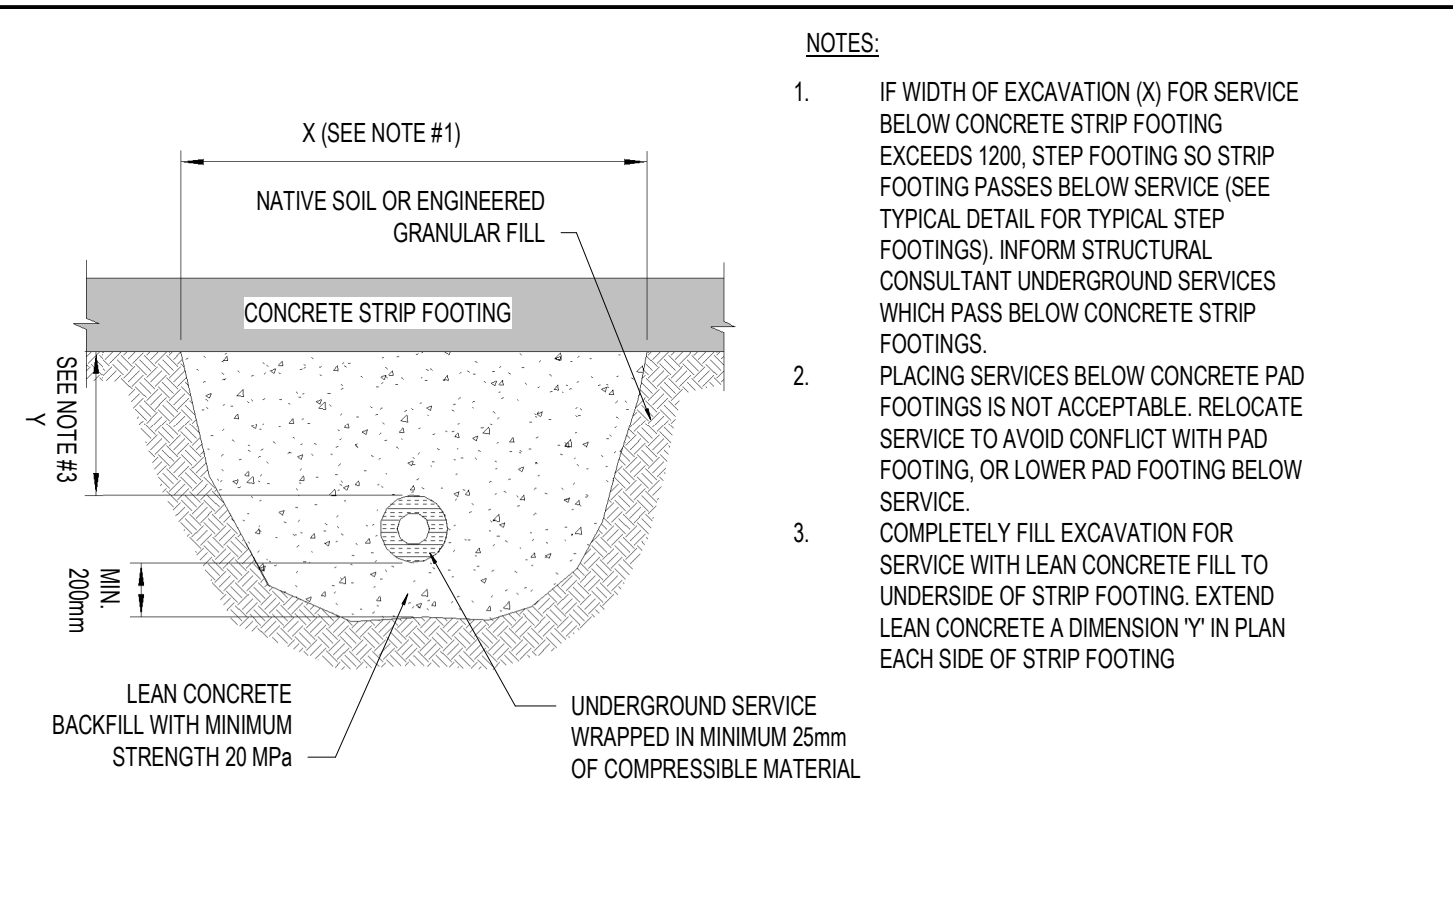 X (SEE NOTE #1)
NATIVE SOIL OR ENGINEERED
GRANULAR FILL
CONCRETE STRIP FOOTING
SEE NOTE #3
Y
MIN.
200mm
LEAN CONCRETE
BACKFILL WITH MINIMUM
STRENGTH 20 MPa
UNDERGROUND SERVICE
WRAPPED IN MINIMUM 25mm
OF COMPRESSIBLE MATERIAL
NOTES:
1. IF WIDTH OF EXCAVATION (X) FOR SERVICE
BELOW CONCRETE STRIP FOOTING
EXCEEDS 1200, STEP FOOTING SO STRIP
FOOTING PASSES BELOW SERVICE (SEE
TYPICAL DETAIL FOR TYPICAL STEP
FOOTINGS). INFORM STRUCTURAL
CONSULTANT UNDERGROUND SERVICES
WHICH PASS BELOW CONCRETE STRIP
FOOTINGS.
2. PLACING SERVICES BELOW CONCRETE PAD
FOOTINGS IS NOT ACCEPTABLE. RELOCATE
SERVICE TO AVOID CONFLICT WITH PAD
FOOTING, OR LOWER PAD FOOTING BELOW
SERVICE.
3. COMPLETELY FILL EXCAVATION FOR
SERVICE WITH LEAN CONCRETE FILL TO
UNDERSIDE OF STRIP FOOTING. EXTEND
LEAN CONCRETE A DIMENSION 'Y' IN PLAN
EACH SIDE OF STRIP FOOTING